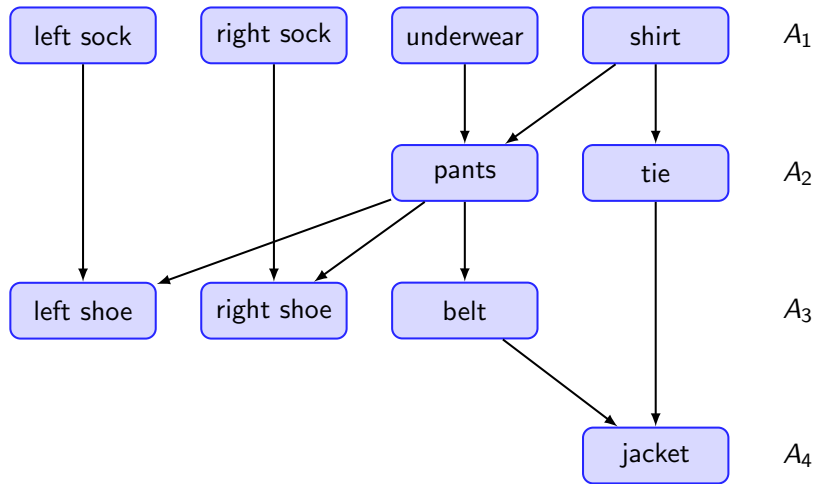 left sock right sock underwear shirt A₁
pants tie A₂
left shoe right shoe belt A₃
jacket A₄